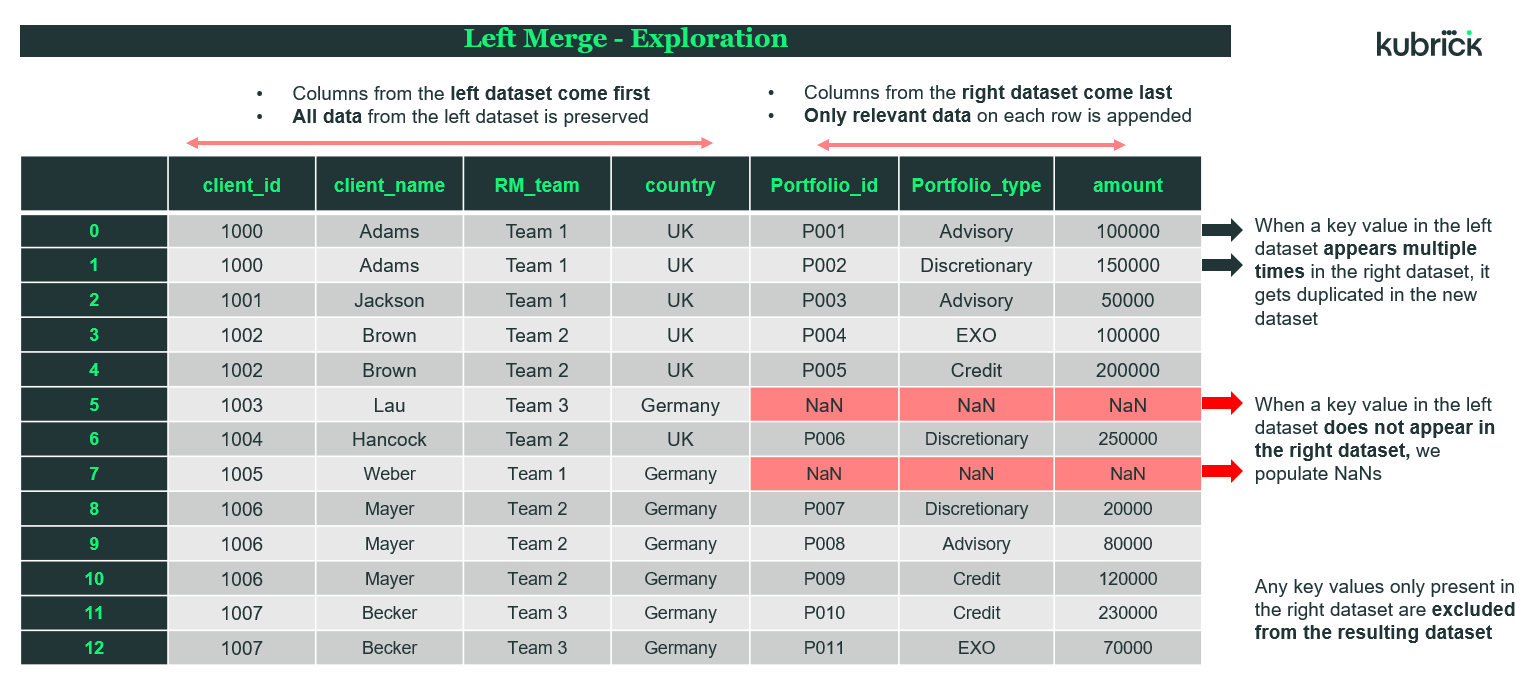 Left Merge - Exploration
kubrick
• Columns from the left dataset come first
• All data from the left dataset is preserved
• Columns from the right dataset come last
• Only relevant data on each row is appended
client_id client_name RM_team country Portfolio_id Portfolio_type amount
0 1000 Adams Team 1 UK P001 Advisory 100000
1 1000 Adams Team 1 UK P002 Discretionary 150000
2 1001 Jackson Team 1 UK P003 Advisory 50000
3 1002 Brown Team 2 UK P004 EXO 100000
4 1002 Brown Team 2 UK P005 Credit 200000
5 1003 Lau Team 3 Germany NaN NaN NaN
6 1004 Hancock Team 2 UK P006 Discretionary 250000
7 1005 Weber Team 1 Germany NaN NaN NaN
8 1006 Mayer Team 2 Germany P007 Discretionary 20000
9 1006 Mayer Team 2 Germany P008 Advisory 80000
10 1006 Mayer Team 2 Germany P009 Credit 120000
11 1007 Becker Team 3 Germany P010 Credit 230000
12 1007 Becker Team 3 Germany P011 EXO 70000
When a key value in the left
dataset appears multiple
times in the right dataset, it
gets duplicated in the new
dataset
When a key value in the left
dataset does not appear in
the right dataset, we
populate NaNs
Any key values only present in
the right dataset are excluded
from the resulting dataset